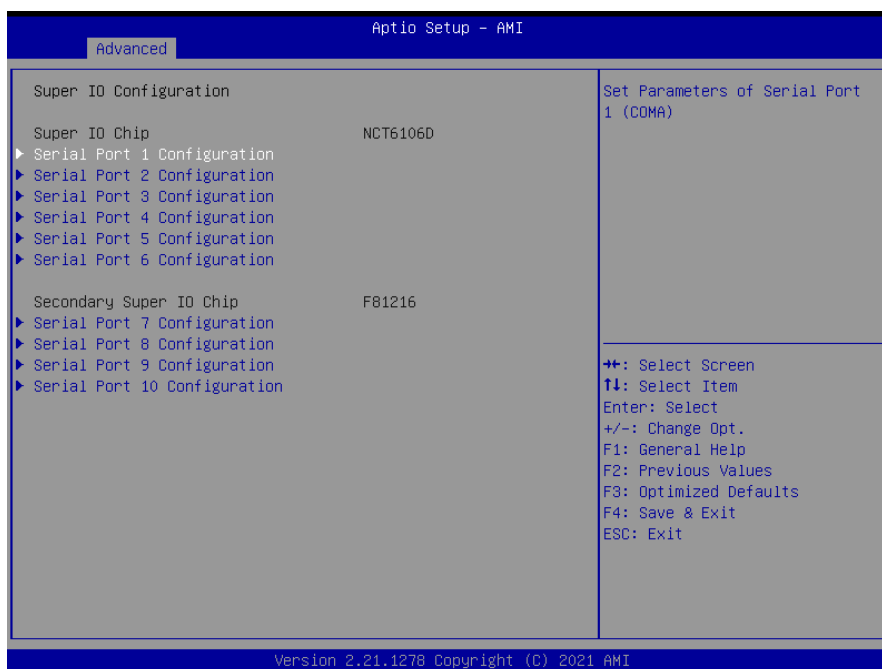 Aptio Setup – AMI
Advanced
Super IO Configuration
Super IO Chip NCT6106D
Serial Port 1 Configuration
Serial Port 2 Configuration
Serial Port 3 Configuration
Serial Port 4 Configuration
Serial Port 5 Configuration
Serial Port 6 Configuration
Secondary Super IO Chip F81216
Serial Port 7 Configuration
Serial Port 8 Configuration
Serial Port 9 Configuration
Serial Port 10 Configuration
Set Parameters of Serial Port
1 (COMA)
→←: Select Screen
↑↓: Select Item
Enter: Select
+/-: Change Opt.
F1: General Help
F2: Previous Values
F3: Optimized Defaults
F4: Save & Exit
ESC: Exit
Version 2.21.1278 Copyright (C) 2021 AMI